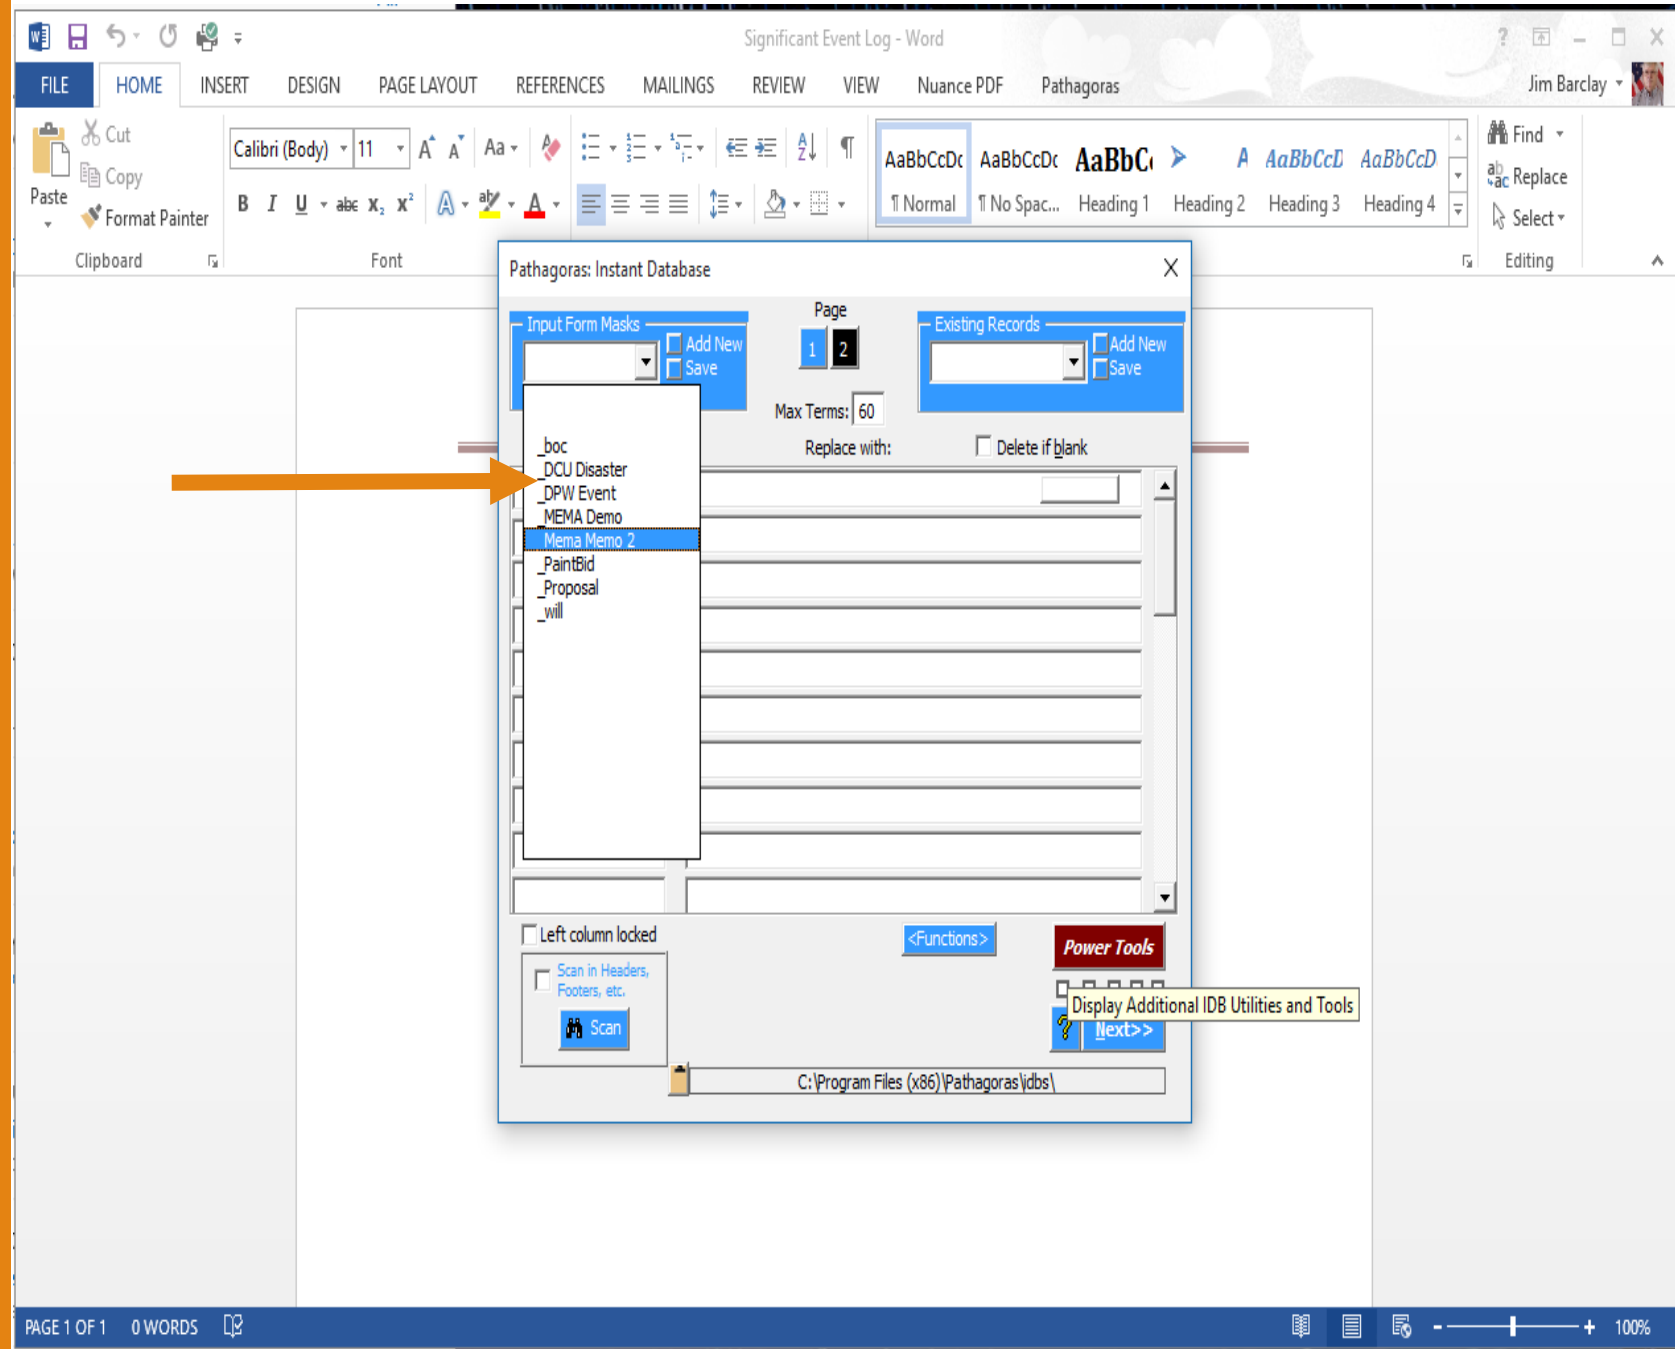 Significant Event Log - Word
FILE HOME INSERT DESIGN PAGE LAYOUT REFERENCES MAILINGS REVIEW VIEW Nuance PDF Pathagoras Jim Barclay
Paste
Cut
Copy
Format Painter
Clipboard
Calibri (Body) 11
Font
AaBbCcDc AaBbCcDc AaBbC A AaBbCcD AaBbCcD
¶ Normal ¶ No Spac... Heading 1 Heading 2 Heading 3 Heading 4
Find
Replace
Select
Editing
Pathagoras: Instant Database
Input Form Masks
Add New
Save
Page
1 2
Max Terms: 60
Existing Records
Add New
Save
Replace with:
Delete if blank
_boc
_DCU Disaster
_DPW Event
_MEMA Demo
_Mema Memo 2
_PaintBid
_Proposal
_will
Left column locked
Scan in Headers,
Footers, etc.
Scan
<Functions>
Power Tools
Display Additional IDB Utilities and Tools
? Next>>
C:\Program Files (x86)\Pathagoras\idbs\
PAGE 1 OF 1 0 WORDS 100%